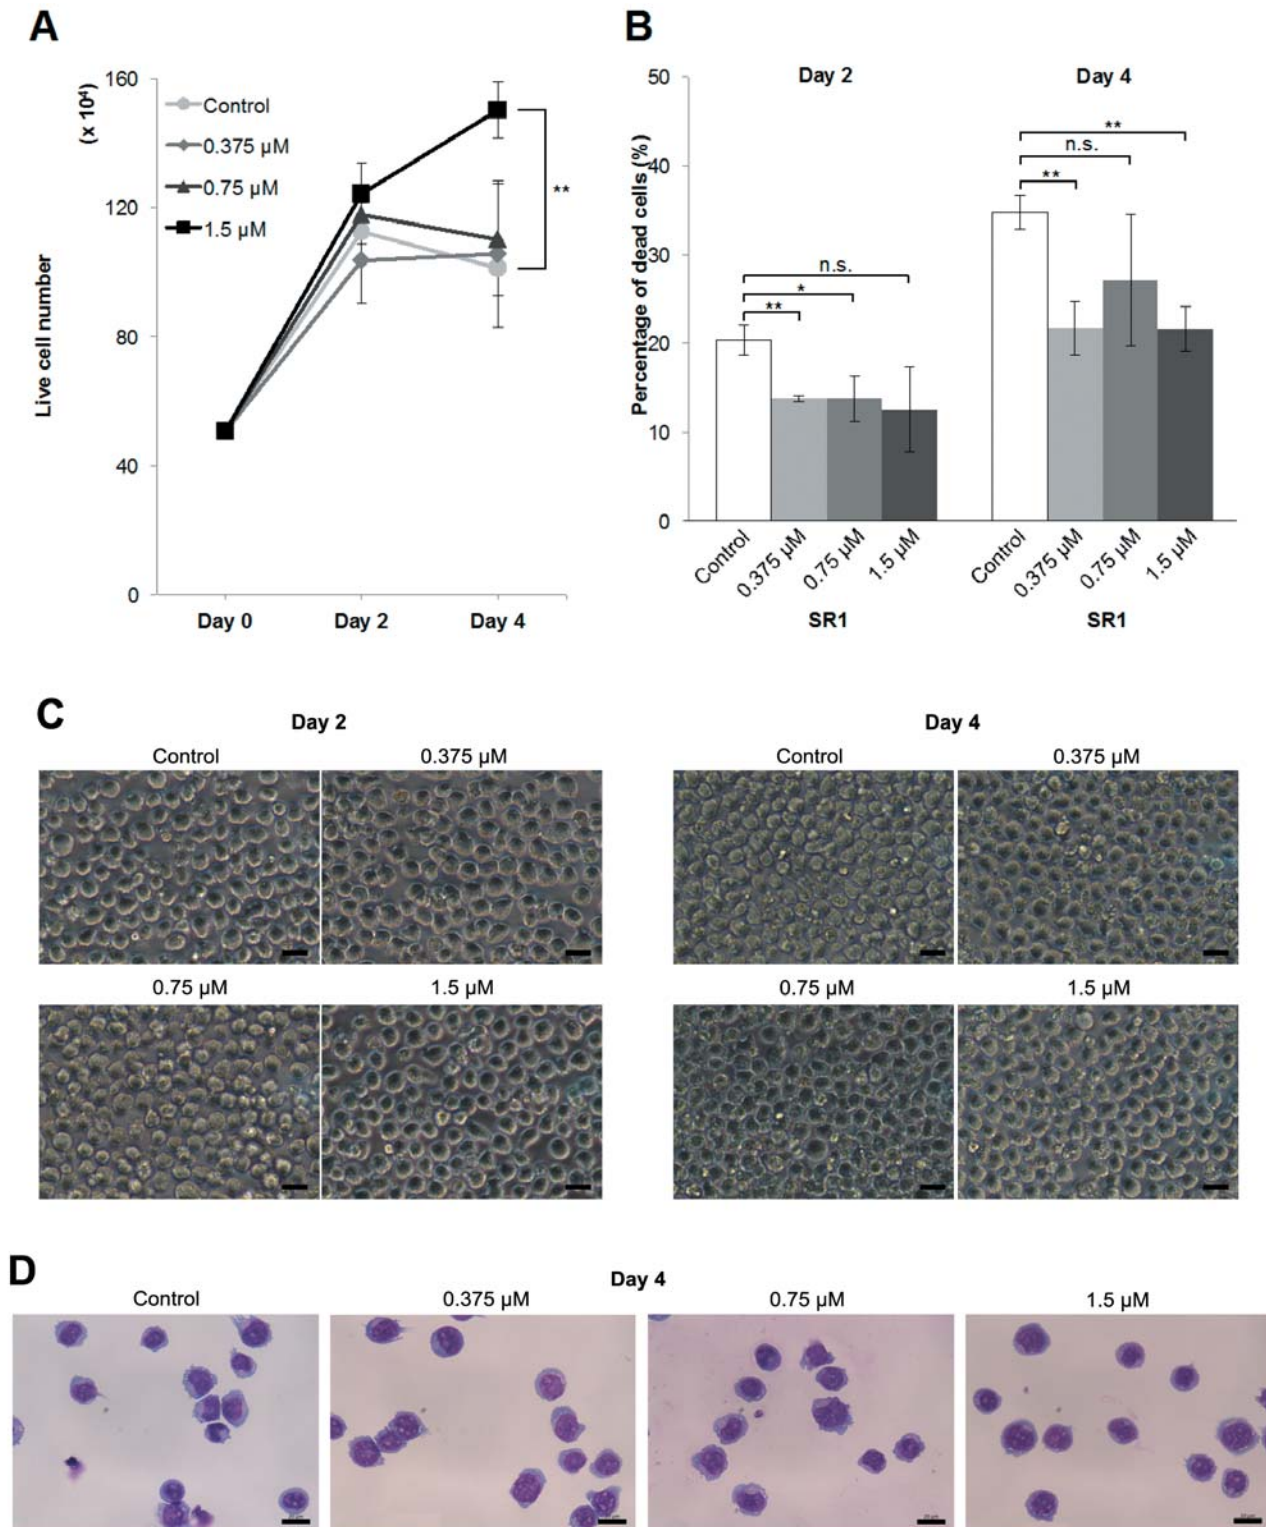 A
(x 10⁴)
Live cell number
160
120
80
40
0
Control
0.375 µM
0.75 µM
1.5 µM
**
Day 0
Day 2
Day 4
B
Percentage of dead cells (%)
50
40
30
20
10
0
Day 2
Day 4
n.s.
*
**
**
n.s.
**
Control
0.375 µM
0.75 µM
1.5 µM
Control
0.375 µM
0.75 µM
1.5 µM
SR1
SR1
C
Day 2
Day 4
Control
0.375 µM
Control
0.375 µM
0.75 µM
1.5 µM
0.75 µM
1.5 µM
D
Day 4
Control
0.375 µM
0.75 µM
1.5 µM